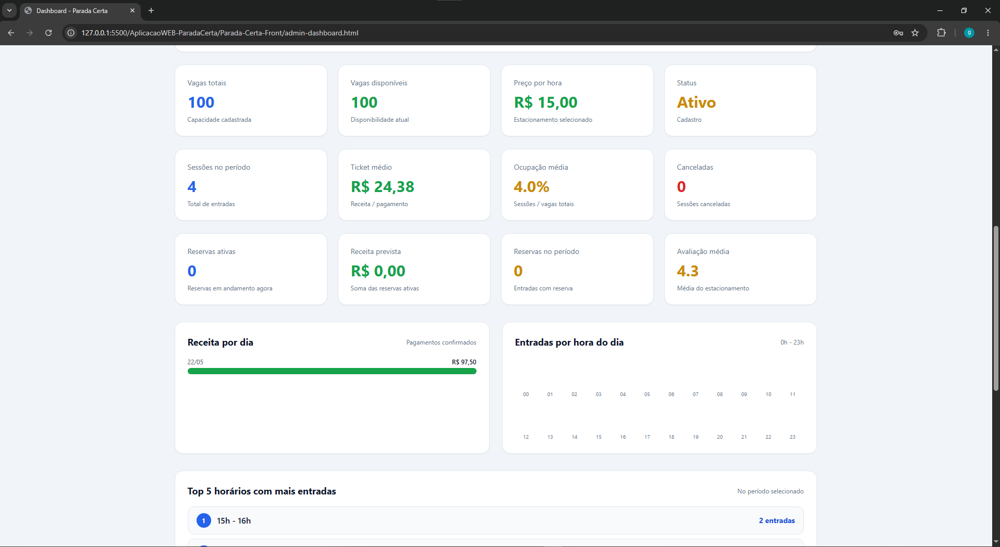 Dashboard - Parada Certa
127.0.0.1:5500/AplicacaoWEB-ParadaCerta/Parada-Certa-Front/admin-dashboard.html
g
Vagas totais
100
Capacidade cadastrada
Vagas disponíveis
100
Disponibilidade atual
Preço por hora
R$ 15,00
Estacionamento selecionado
Status
Ativo
Cadastro
Sessões no período
4
Total de entradas
Ticket médio
R$ 24,38
Receita / pagamento
Ocupação média
4.0%
Sessões / vagas totais
Canceladas
0
Sessões canceladas
Reservas ativas
0
Reservas em andamento agora
Receita prevista
R$ 0,00
Soma das reservas ativas
Reservas no período
0
Entradas com reserva
Avaliação média
4.3
Média do estacionamento
Receita por dia
Pagamentos confirmados
22/05
R$ 97,50
Entradas por hora do dia
0h - 23h
00 01 02 03 04 05 06 07 08 09 10 11
12 13 14 15 16 17 18 19 20 21 22 23
Top 5 horários com mais entradas
No período selecionado
1
15h - 16h
2 entradas